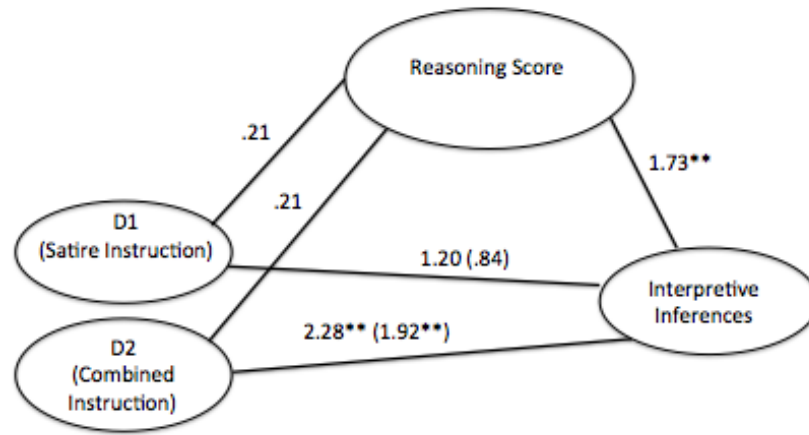 Reasoning Score
.21
1.73**
.21
D1
(Satire Instruction)
1.20 (.84)
Interpretive
Inferences
2.28** (1.92**)
D2
(Combined
Instruction)